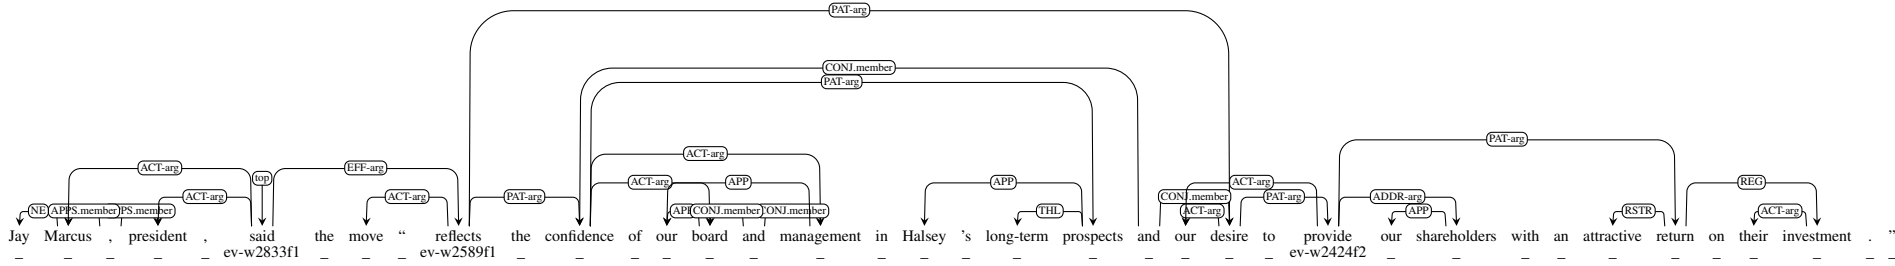 PAT-arg
CONJ.member
PAT-arg
PAT-arg
ACT-arg
ACT-arg EFF-arg top ACT-arg APP APP ACT-arg REG
ACT-arg ACT-arg PAT-arg CONJ.member PAT-arg ADDR-arg
NE APPS.member PS.member CONJ.member CONJ.member THL ACT-arg APP RSTR ACT-arg
Jay Marcus , president , said the move “ reflects the confidence of our board and management in Halsey 's long-term prospects and our desire to provide our shareholders with an attractive return on their investment . ”
_ _ _ _ _ ev-w2833f1 _ _ _ ev-w2589f1 _ _ _ _ _ _ _ _ _ _ _ _ _ _ _ _ ev-w2424f2 _ _ _ _ _ _ _ _ _ _ _